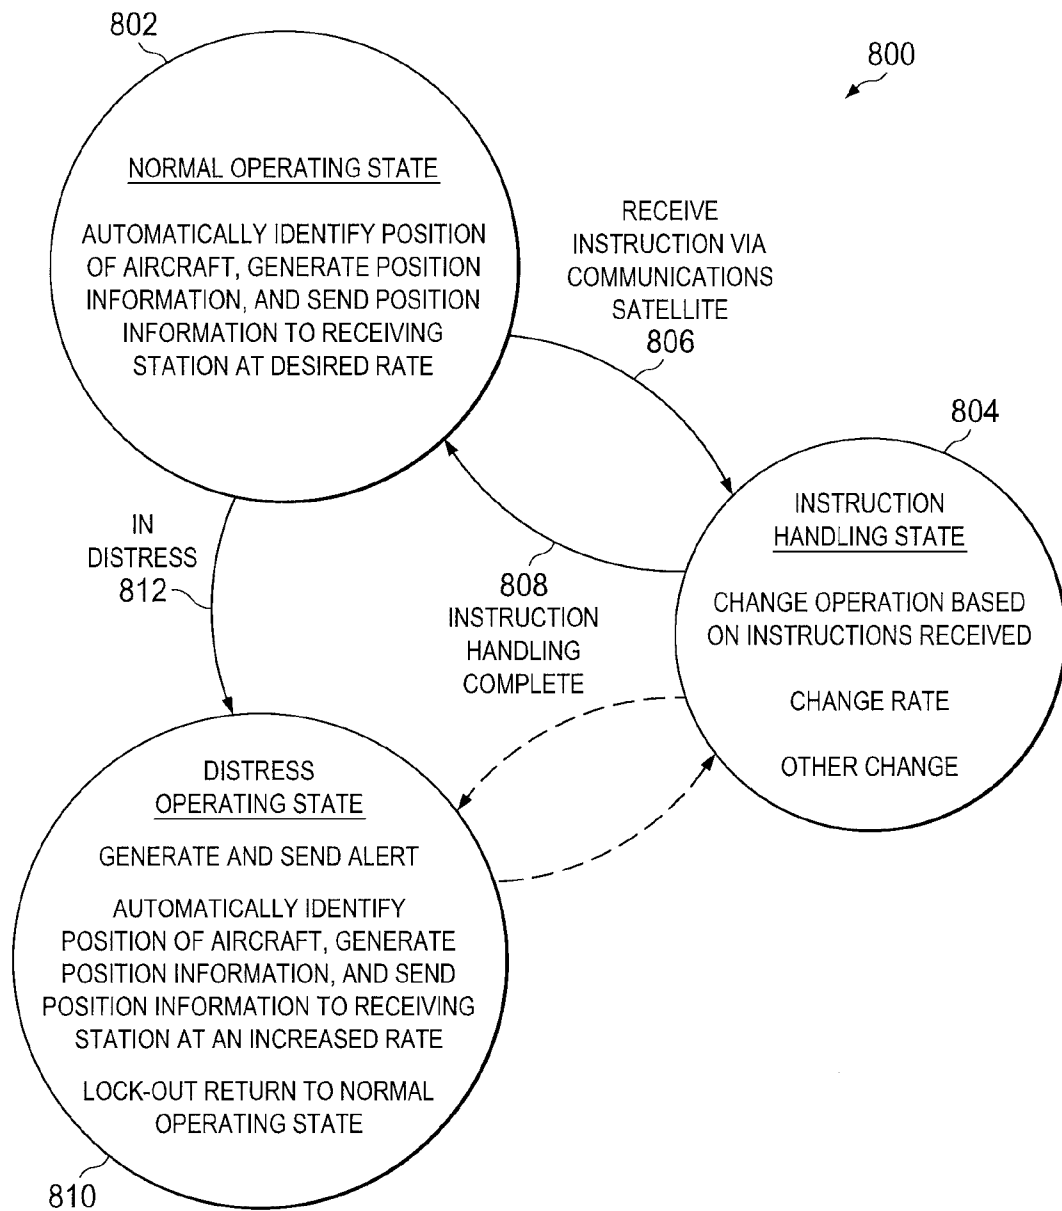 802
800
NORMAL OPERATING STATE
AUTOMATICALLY IDENTIFY POSITION
OF AIRCRAFT, GENERATE POSITION
INFORMATION, AND SEND POSITION
INFORMATION TO RECEIVING
STATION AT DESIRED RATE
RECEIVE
INSTRUCTION VIA
COMMUNICATIONS
SATELLITE
806
804
INSTRUCTION
HANDLING STATE
CHANGE OPERATION BASED
ON INSTRUCTIONS RECEIVED
CHANGE RATE
OTHER CHANGE
IN
DISTRESS
812
808
INSTRUCTION
HANDLING
COMPLETE
DISTRESS
OPERATING STATE
GENERATE AND SEND ALERT
AUTOMATICALLY IDENTIFY
POSITION OF AIRCRAFT, GENERATE
POSITION INFORMATION, AND SEND
POSITION INFORMATION TO RECEIVING
STATION AT AN INCREASED RATE
LOCK-OUT RETURN TO NORMAL
OPERATING STATE
810